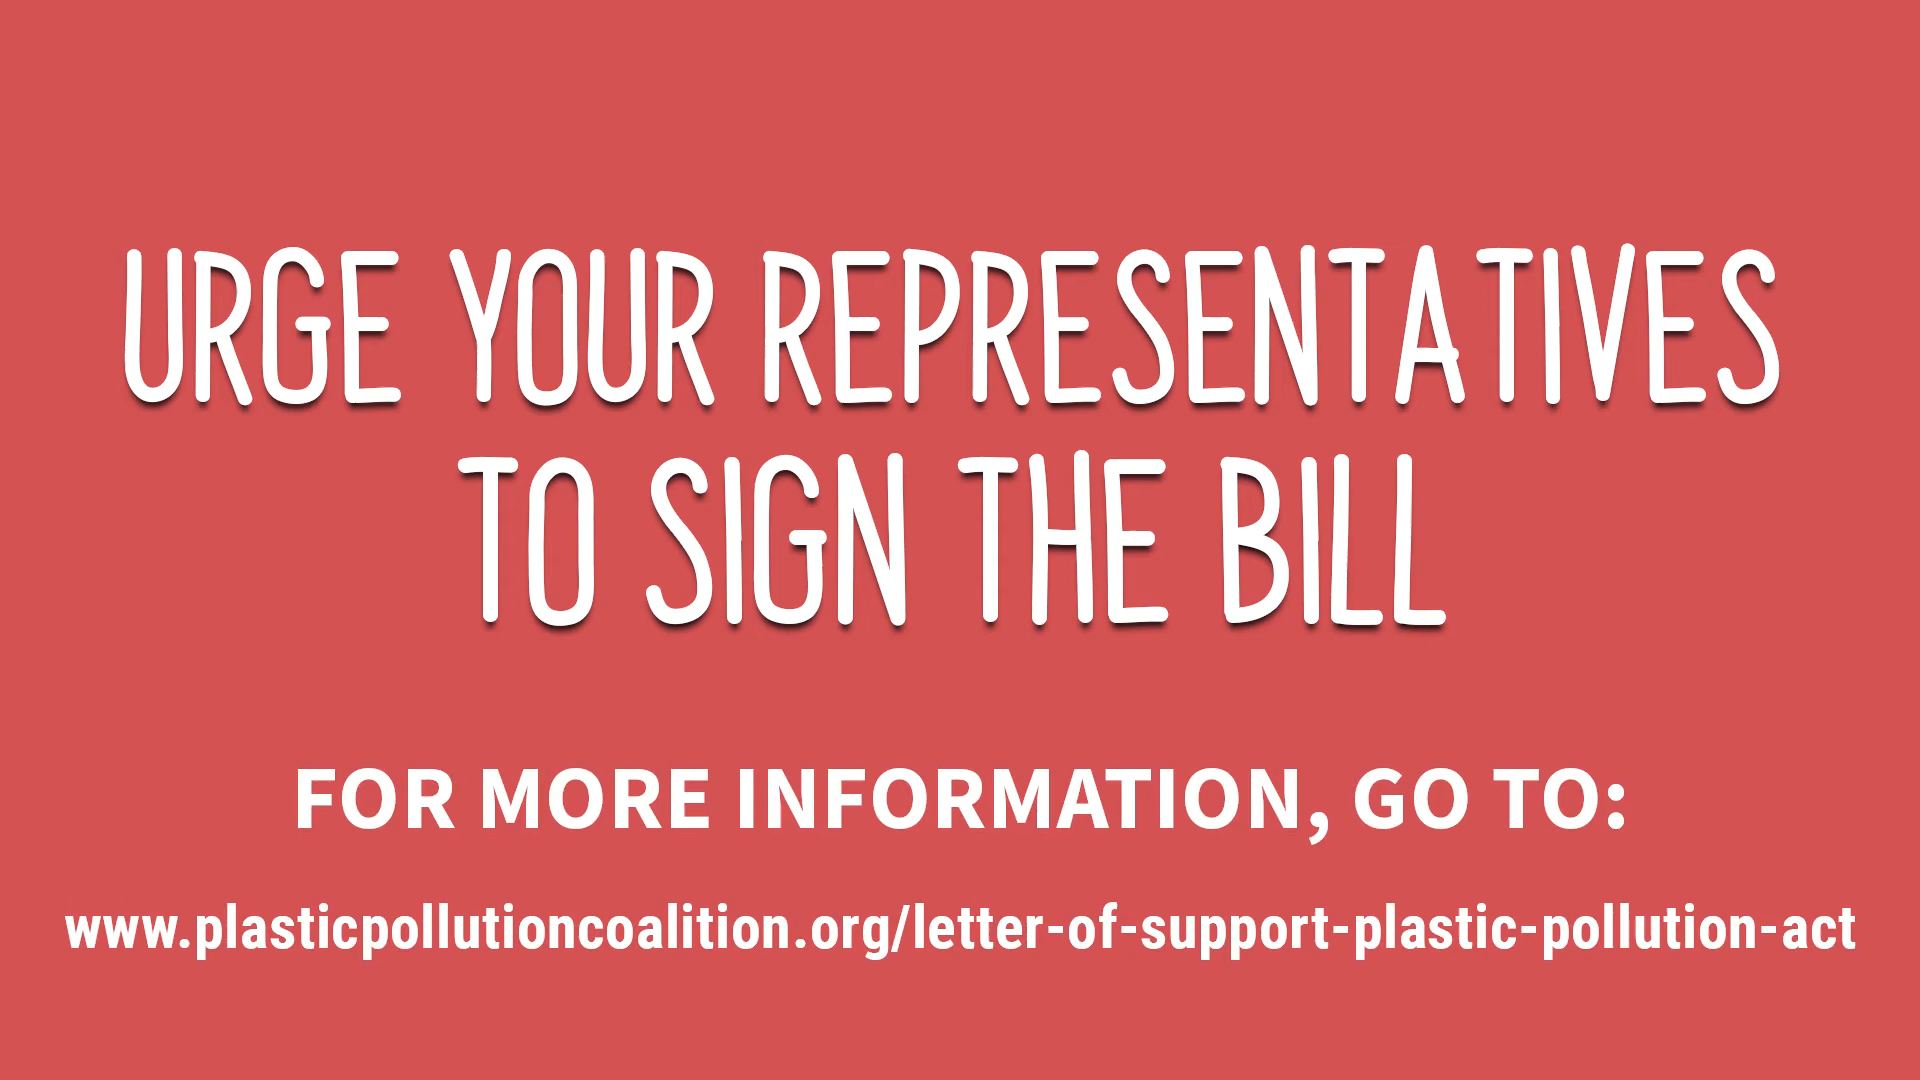 URGE YOUR REPRESENTATIVES
TO SIGN THE BILL
FOR MORE INFORMATION, GO TO:
www.plasticpollutioncoalition.org/letter-of-support-plastic-pollution-act